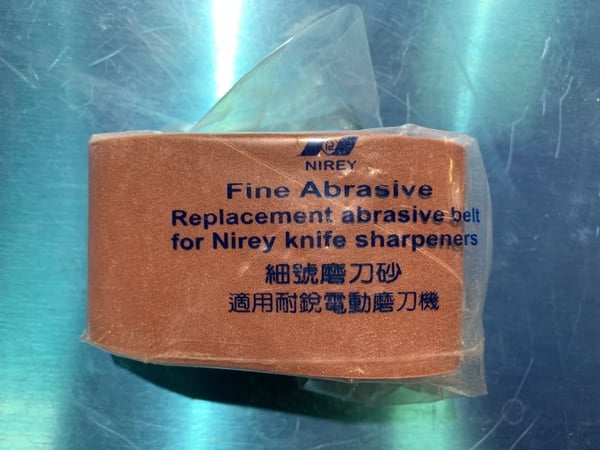 NIREY
Fine Abrasive
Replacement abrasive belt
for Nirey knife sharpeners
細號磨刀砂
適用耐銳電動磨刀機